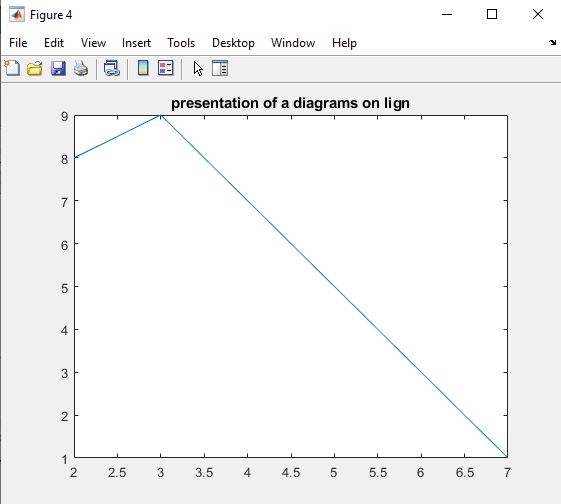 Figure 4
File Edit View Insert Tools Desktop Window Help
presentation of a diagrams on lign
9
8
7
6
5
4
3
2
1
2 2.5 3 3.5 4 4.5 5 5.5 6 6.5 7